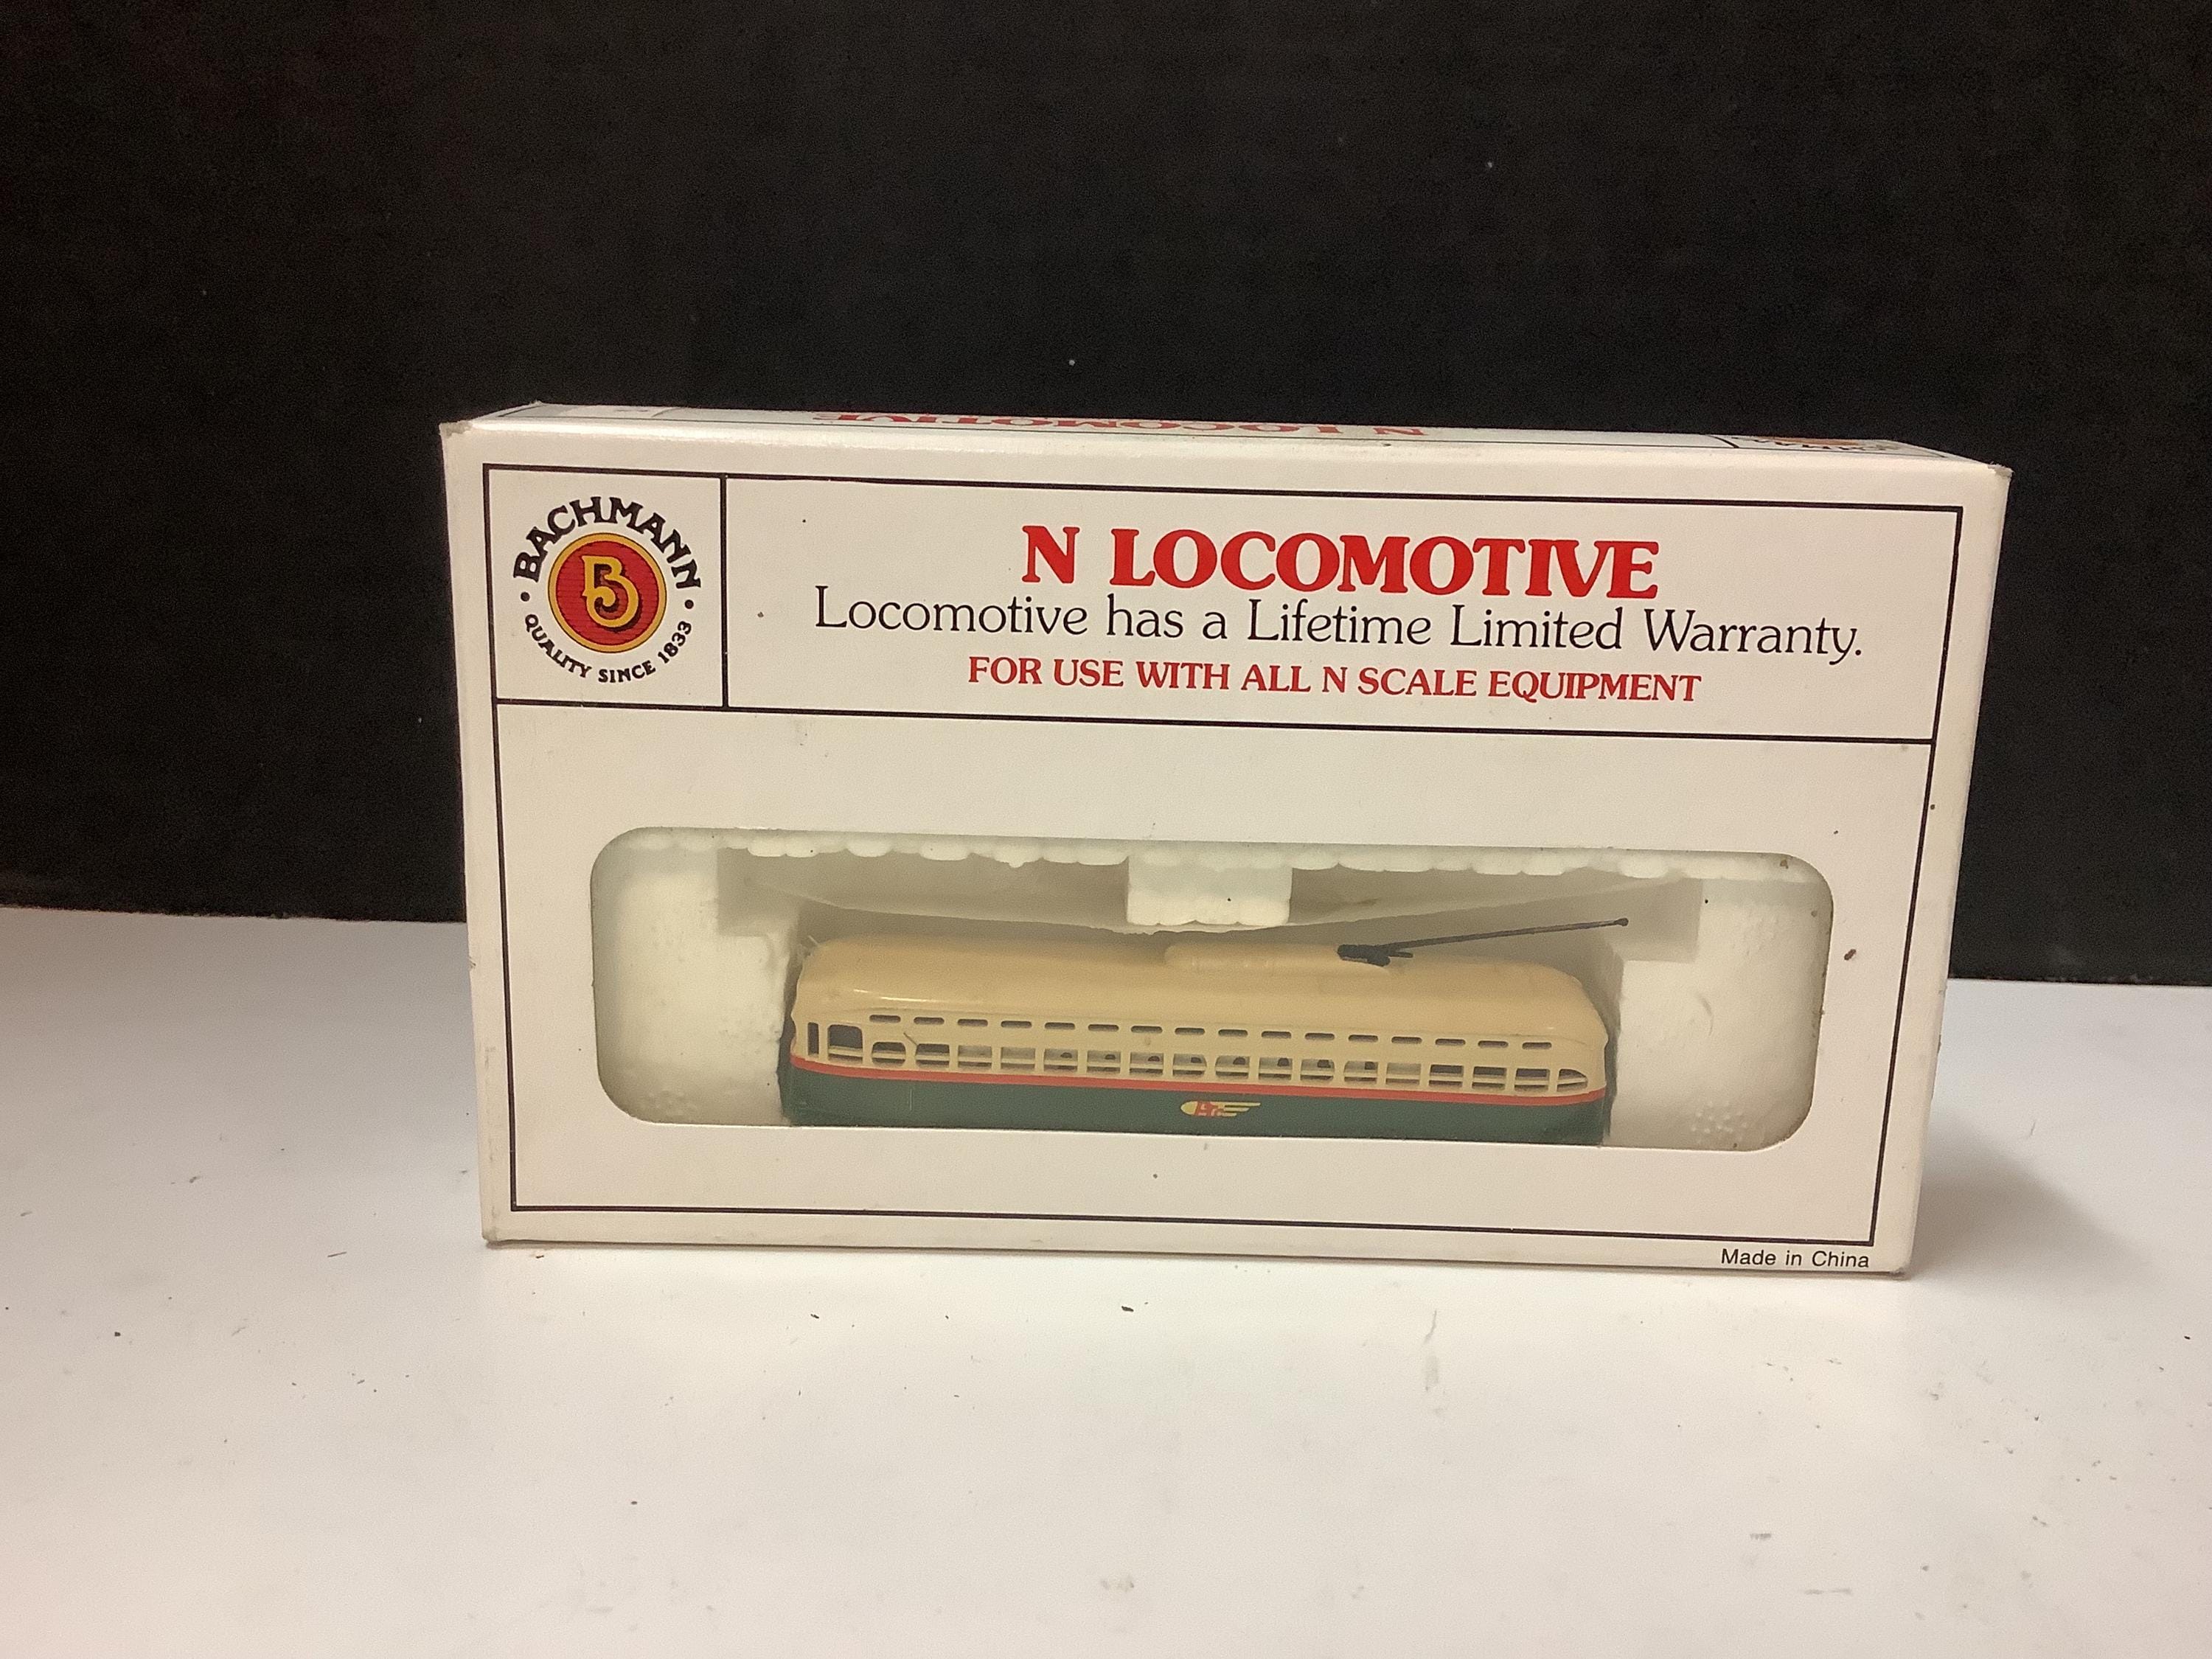 N LOCOMOTIVE
BACHMANN
B
QUALITY SINCE 1833
N LOCOMOTIVE
Locomotive has a Lifetime Limited Warranty.
FOR USE WITH ALL N SCALE EQUIPMENT
Made in China